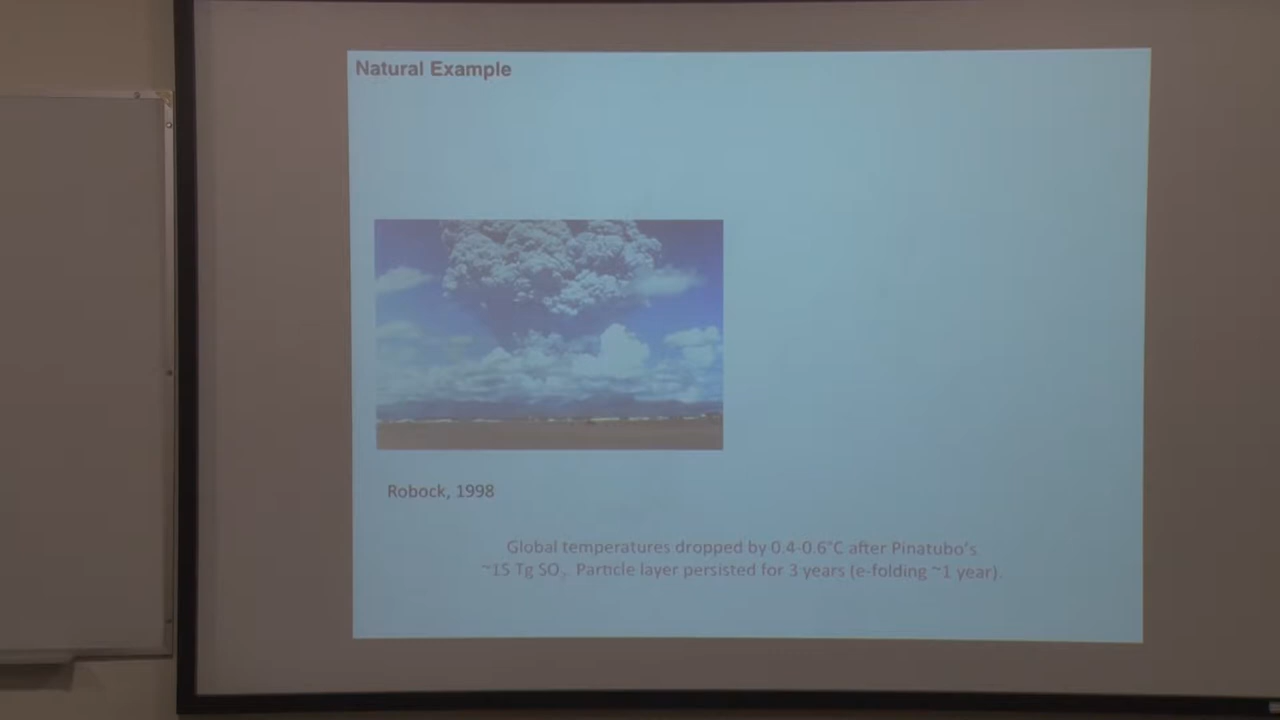 Natural Example
Robock, 1998
Global temperatures dropped by 0.4-0.6°C after Pinatubo's
~15 Tg SO₂. Particle layer persisted for 3 years (e-folding ~1 year).